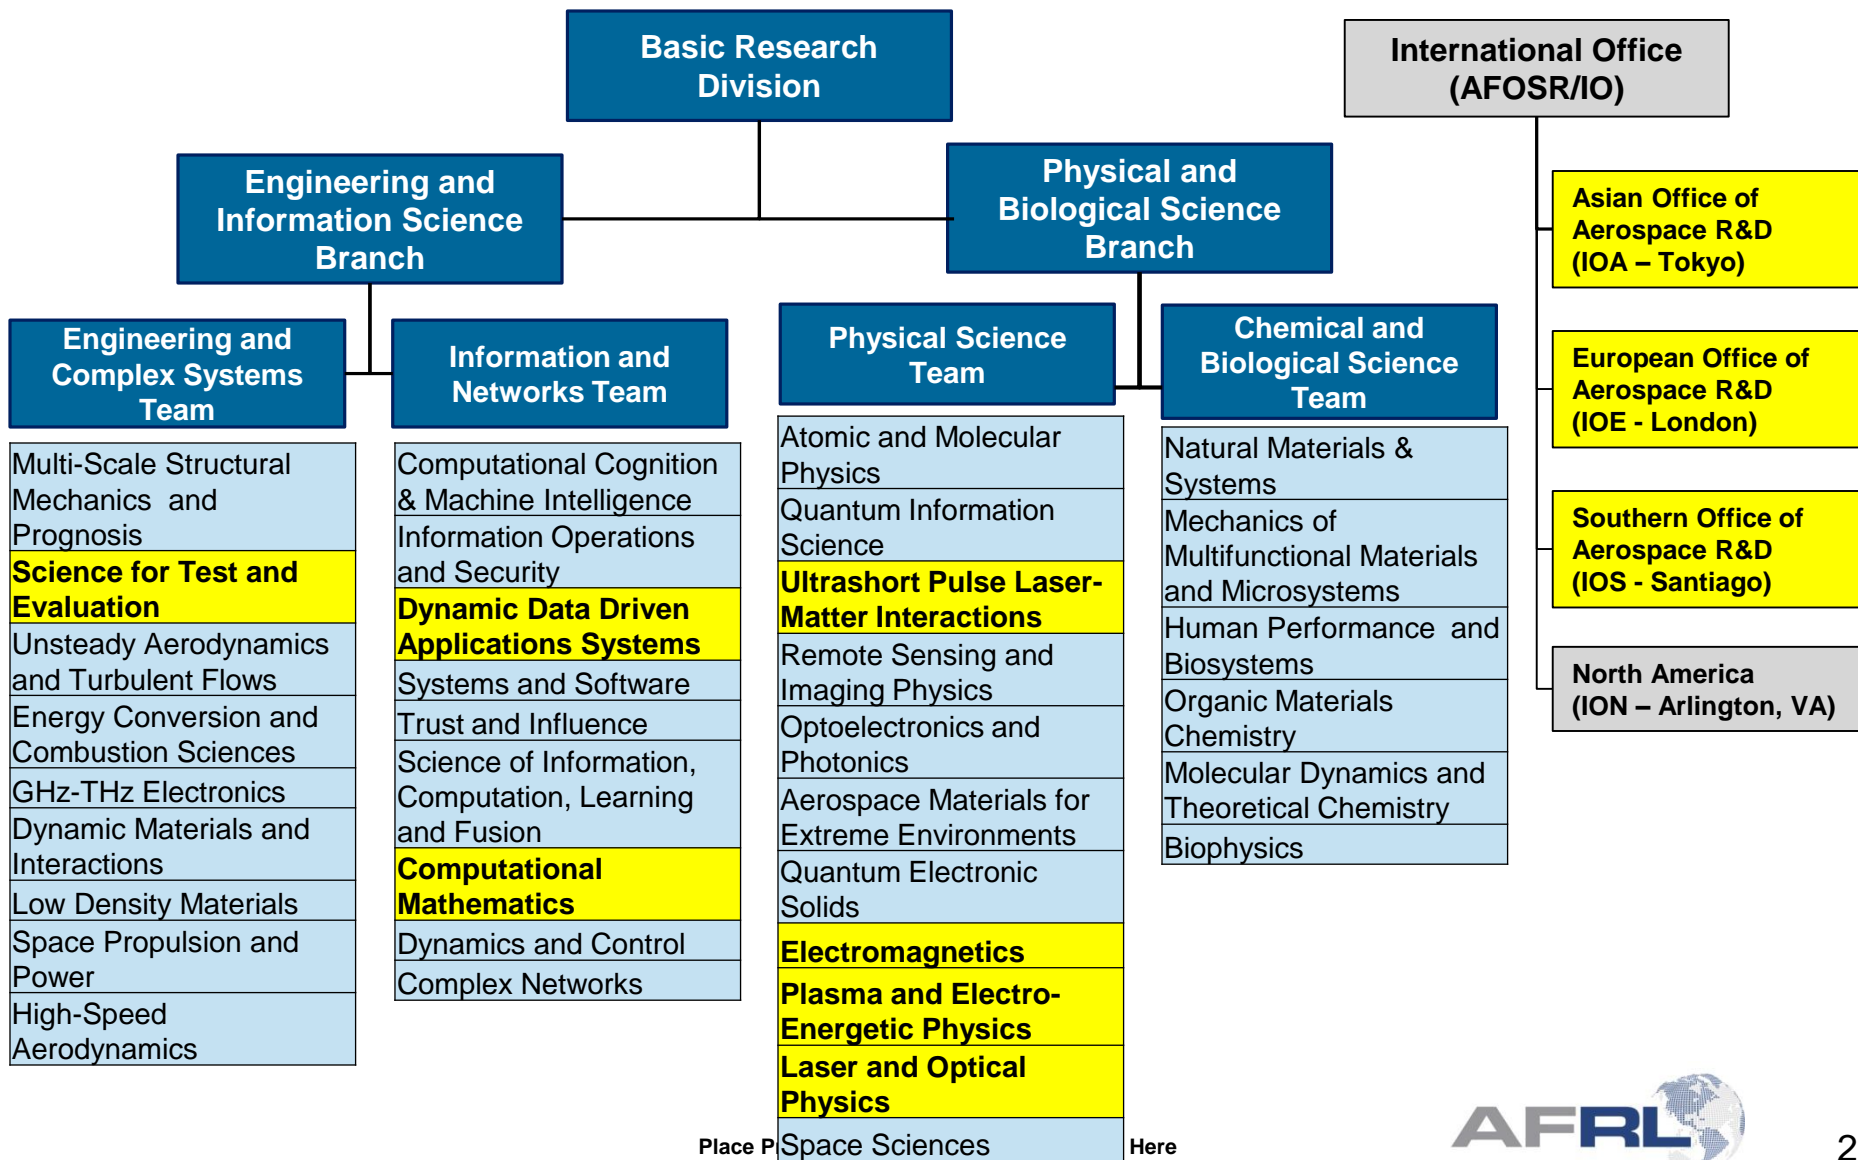 Basic Research
Division
International Office
(AFOSR/IO)
Engineering and
Information Science
Branch
Physical and
Biological Science
Branch
Engineering and
Complex Systems
Team
Information and
Networks Team
Physical Science
Team
Chemical and
Biological Science
Team
Multi-Scale Structural
Mechanics and
Prognosis
Science for Test and
Evaluation
Unsteady Aerodynamics
and Turbulent Flows
Energy Conversion and
Combustion Sciences
GHz-THz Electronics
Dynamic Materials and
Interactions
Low Density Materials
Space Propulsion and
Power
High-Speed
Aerodynamics
Computational Cognition
& Machine Intelligence
Information Operations
and Security
Dynamic Data Driven
Applications Systems
Systems and Software
Trust and Influence
Science of Information,
Computation, Learning
and Fusion
Computational
Mathematics
Dynamics and Control
Complex Networks
Atomic and Molecular
Physics
Quantum Information
Science
Ultrashort Pulse Laser-
Matter Interactions
Remote Sensing and
Imaging Physics
Optoelectronics and
Photonics
Aerospace Materials for
Extreme Environments
Quantum Electronic
Solids
Electromagnetics
Plasma and Electro-
Energetic Physics
Laser and Optical
Physics
Space Sciences
Natural Materials &
Systems
Mechanics of
Multifunctional Materials
and Microsystems
Human Performance and
Biosystems
Organic Materials
Chemistry
Molecular Dynamics and
Theoretical Chemistry
Biophysics
Asian Office of
Aerospace R&D
(IOA – Tokyo)
European Office of
Aerospace R&D
(IOE - London)
Southern Office of
Aerospace R&D
(IOS - Santiago)
North America
(ION – Arlington, VA)
Place Here
AFRL
2